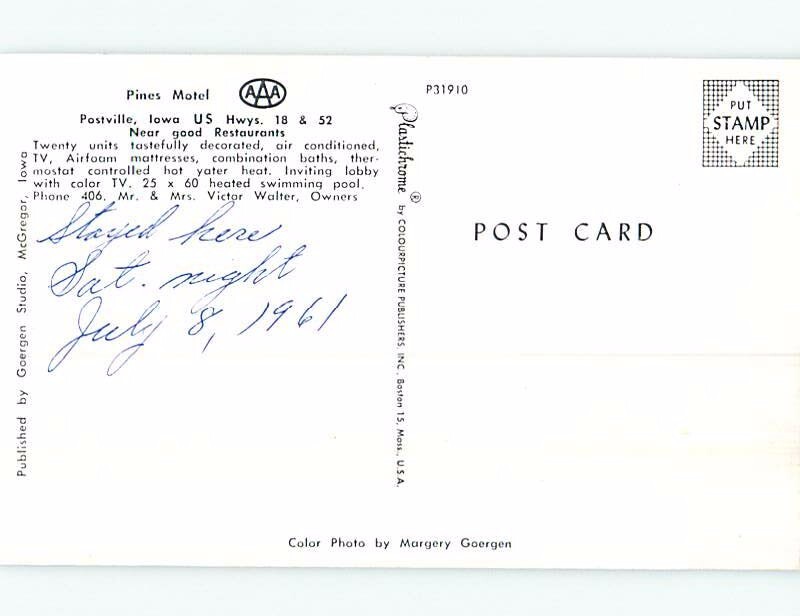 Pines Motel AAA
Postville, Iowa US Hwys. 18 & 52
Near good Restaurants
Twenty units tastefully decorated, air conditioned,
TV, Airfoam mattresses, combination baths, ther-
mostat controlled hot yater heat. Inviting lobby
with color TV. 25 x 60 heated swimming pool.
Phone 406. Mr. & Mrs. Victor Walter, Owners
Stayed here
Sat. night
July 8, 1961
Published by Goergen Studio, McGregor, Iowa
Plastichrome ® by COLOURPICTURE PUBLISHERS, INC., Boston 15, Mass., U.S.A.
P31910
PUT
STAMP
HERE
POST CARD
Color Photo by Margery Goergen